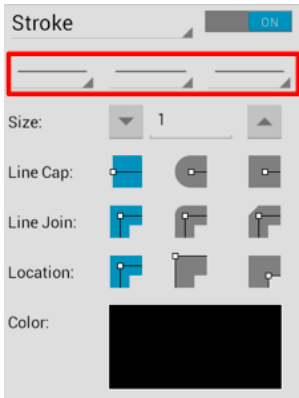 Stroke ON
Size: 1
Line Cap:
Line Join:
Location:
Color: